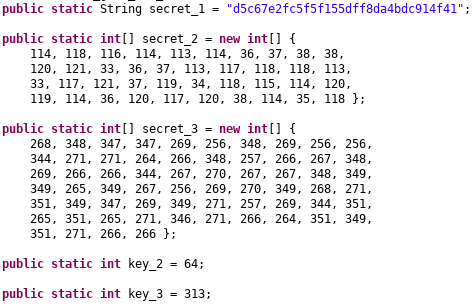 public static String secret_1 = "d5c67e2fc5f5f155dff8da4bdc914f41";
public static int[] secret_2 = new int[] {
114, 118, 116, 114, 113, 114, 36, 37, 38, 38,
120, 121, 33, 36, 37, 113, 117, 118, 118, 113,
33, 117, 121, 37, 119, 34, 118, 115, 114, 120,
119, 114, 36, 120, 117, 120, 38, 114, 35, 118 };
public static int[] secret_3 = new int[] {
268, 348, 347, 347, 269, 256, 348, 269, 256, 256,
344, 271, 271, 264, 266, 348, 257, 266, 267, 348,
269, 266, 266, 344, 267, 270, 267, 267, 348, 349,
349, 265, 349, 267, 256, 269, 270, 349, 268, 271,
351, 349, 347, 269, 349, 271, 257, 269, 344, 351,
265, 351, 265, 271, 346, 271, 266, 264, 351, 349,
351, 271, 266, 266 };
public static int key_2 = 64;
public static int key_3 = 313;